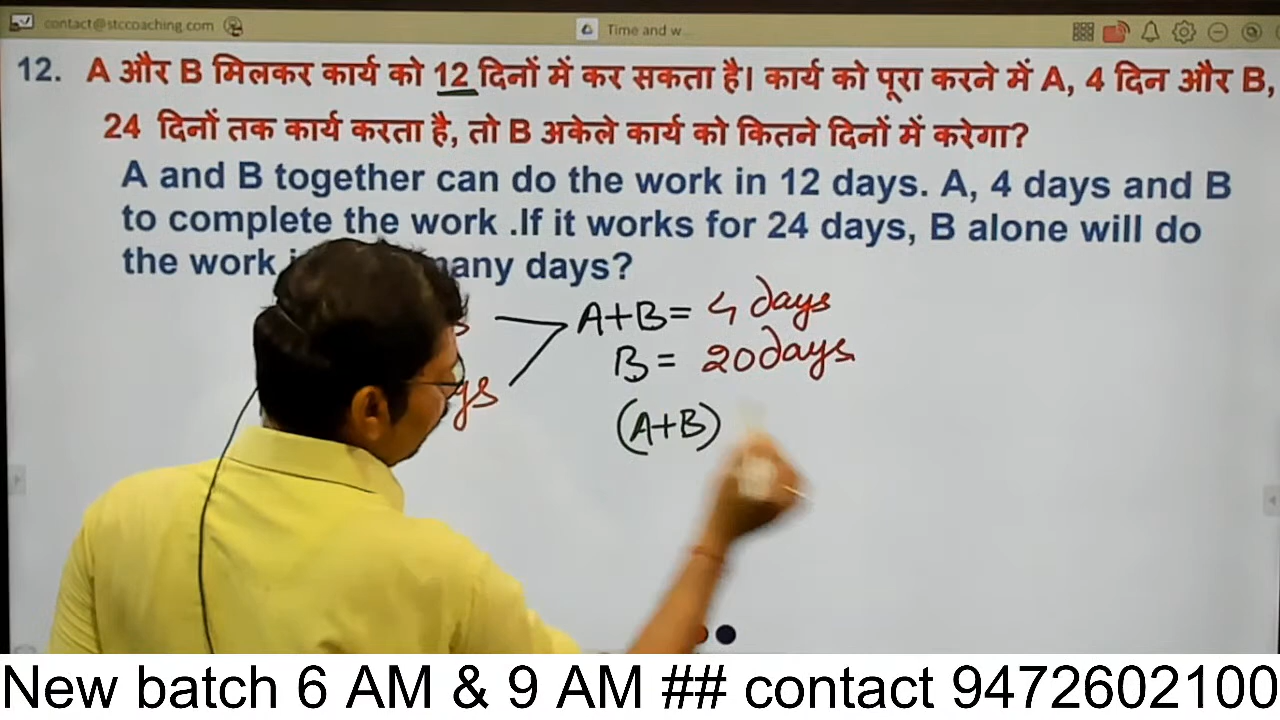 contact@stccoaching.com
Time and w...
12. A और B मिलकर कार्य को 12 दिनों में कर सकता है। कार्य को पूरा करने में A, 4 दिन और B,
24 दिनों तक कार्य करता है, तो B अकेले कार्य को कितने दिनों में करेगा?
A and B together can do the work in 12 days. A, 4 days and B
to complete the work .If it works for 24 days, B alone will do
the work any days?
A+B = 4 days
B = 20 days
(A+B)
New batch 6 AM & 9 AM ## contact 9472602100